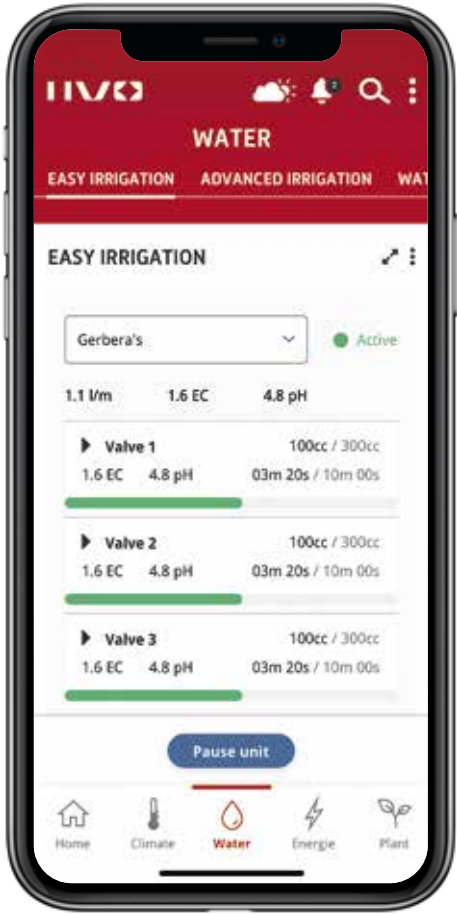 IIVO
WATER
EASY IRRIGATION ADVANCED IRRIGATION WAT
EASY IRRIGATION
Gerbera's Active
1.1 l/m 1.6 EC 4.8 pH
Valve 1 100cc / 300cc
1.6 EC 4.8 pH 03m 20s / 10m 00s
Valve 2 100cc / 300cc
1.6 EC 4.8 pH 03m 20s / 10m 00s
Valve 3 100cc / 300cc
1.6 EC 4.8 pH 03m 20s / 10m 00s
Pause unit
Home Climate Water Energie Plant